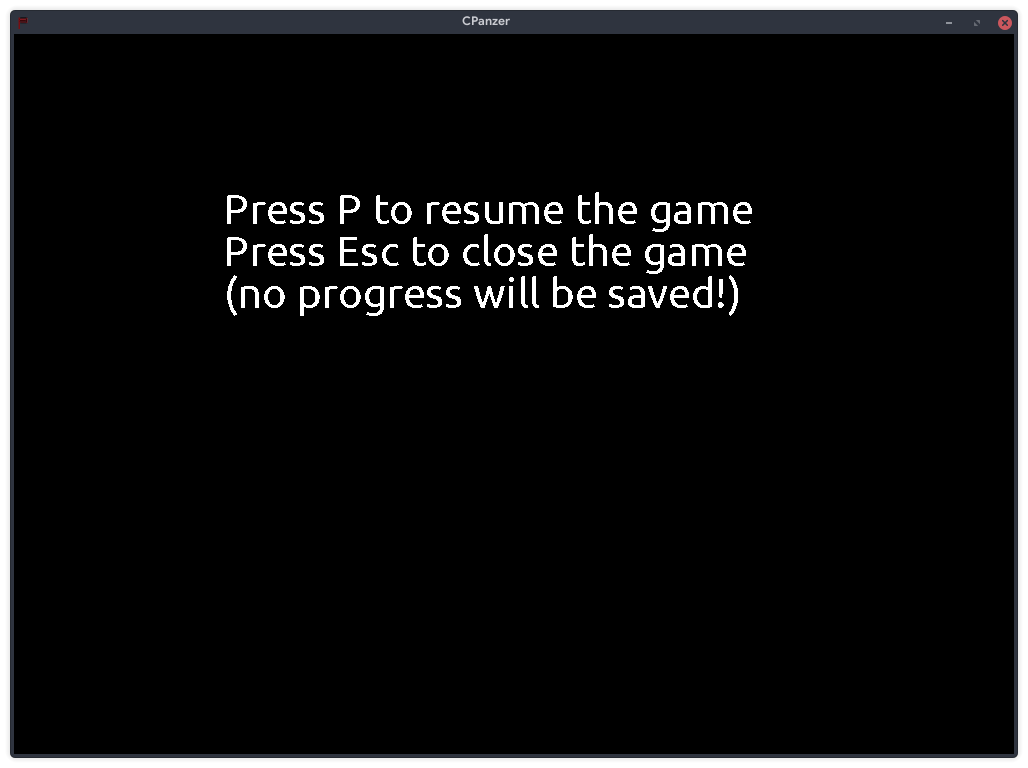 CPanzer
Press P to resume the game
Press Esc to close the game
(no progress will be saved!)